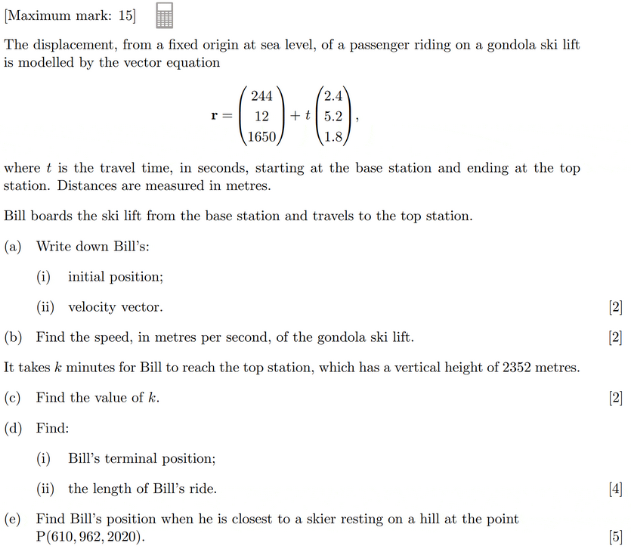 [Maximum mark: 15]
The displacement, from a fixed origin at sea level, of a passenger riding on a gondola ski lift
is modelled by the vector equation
r = (244 12 1650) + t (2.4 5.2 1.8),
where t is the travel time, in seconds, starting at the base station and ending at the top
station. Distances are measured in metres.
Bill boards the ski lift from the base station and travels to the top station.
(a) Write down Bill's:
(i) initial position;
(ii) velocity vector. [2]
(b) Find the speed, in metres per second, of the gondola ski lift. [2]
It takes k minutes for Bill to reach the top station, which has a vertical height of 2352 metres.
(c) Find the value of k. [2]
(d) Find:
(i) Bill's terminal position;
(ii) the length of Bill's ride. [4]
(e) Find Bill's position when he is closest to a skier resting on a hill at the point
P(610, 962, 2020). [5]